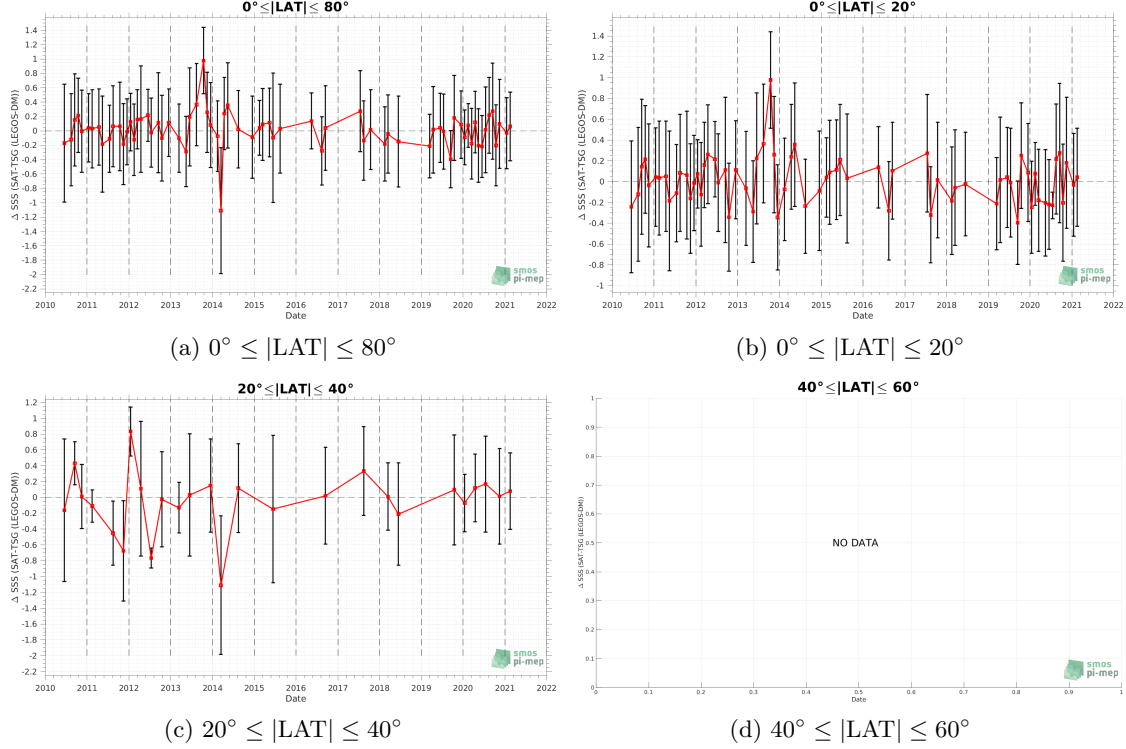 0°≤|LAT|≤ 80°
Δ SSS (SAT-TSG (LEGOS-DM))
1.4
1.2
1
0.8
0.6
0.4
0.2
0
-0.2
-0.4
-0.6
-0.8
-1
-1.2
-1.4
-1.6
-1.8
-2
-2.2
2010 2011 2012 2013 2014 2015 2016 2017 2018 2019 2020 2021 2022
Date
smos
pi-mep
(a) 0° ≤ |LAT| ≤ 80°
0°≤|LAT|≤ 20°
Δ SSS (SAT-TSG (LEGOS-DM))
1.4
1.2
1
0.8
0.6
0.4
0.2
0
-0.2
-0.4
-0.6
-0.8
-1
2010 2011 2012 2013 2014 2015 2016 2017 2018 2019 2020 2021 2022
Date
smos
pi-mep
(b) 0° ≤ |LAT| ≤ 20°
20°≤|LAT|≤ 40°
Δ SSS (SAT-TSG (LEGOS-DM))
1.2
1
0.8
0.6
0.4
0.2
0
-0.2
-0.4
-0.6
-0.8
-1
-1.2
-1.4
-1.6
-1.8
-2
-2.2
2010 2011 2012 2013 2014 2015 2016 2017 2018 2019 2020 2021 2022
Date
smos
pi-mep
(c) 20° ≤ |LAT| ≤ 40°
40°≤|LAT|≤ 60°
Δ SSS (SAT-TSG (LEGOS-DM))
1
0.9
0.8
0.7
0.6
0.5
0.4
0.3
0.2
0.1
0
NO DATA
0 0.1 0.2 0.3 0.4 0.5 0.6 0.7 0.8 0.9 1
Date
smos
pi-mep
(d) 40° ≤ |LAT| ≤ 60°